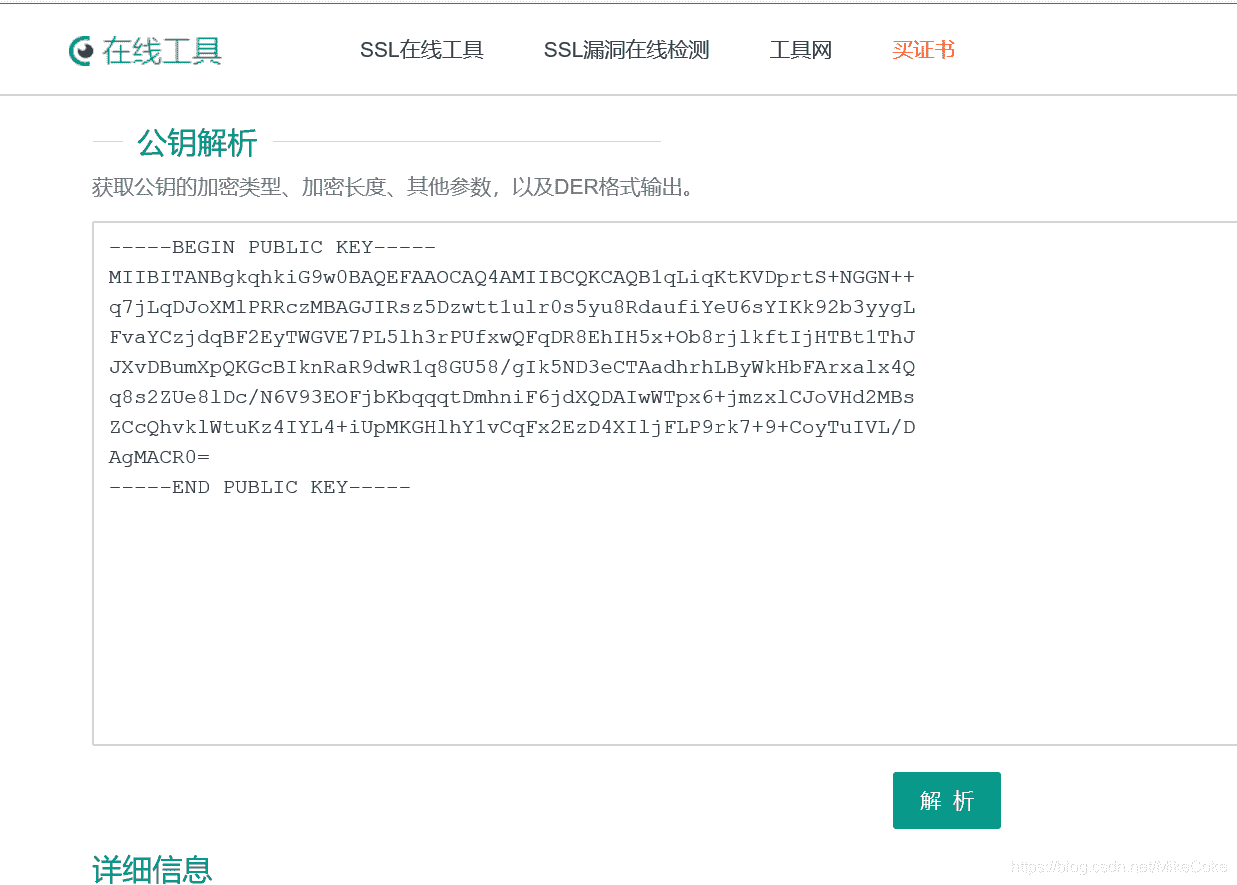 在线工具 SSL在线工具 SSL漏洞在线检测 工具网 买证书
公钥解析
获取公钥的加密类型、加密长度、其他参数，以及DER格式输出。
-----BEGIN PUBLIC KEY-----
MIIBITANBgkqhkiG9w0BAQEFAAOCAQ4AMIIBCQKCAQB1qLiqKtKVDprtS+NGGN++
q7jLqDJoXMlPRRczMBAGJIRsz5Dzwtt1ulr0s5yu8RdaufiYeU6sYIKk92b3yygL
FvaYCzjdqBF2EyTWGVE7PL5lh3rPUfxwQFqDR8EhIH5x+Ob8rjlkftIjHTBt1ThJ
JXvDBumXpQKGcBIknRaR9dwR1q8GU58/gIk5ND3eCTAadhrhLByWkHbFArxalx4Q
q8s2ZUe8lDc/N6V93EOFjbKbqqqtDmhniF6jdXQDAIwWTpx6+jmzxlCJoVHd2MBs
ZCcQhvklWtuKz4IYL4+iUpMKGHlhY1vCqFx2EzD4XIljFLP9rk7+9+CoyTuIVL/D
AgMACR0=
-----END PUBLIC KEY-----
解 析
详细信息
https://blog.csdn.net/MikeCoke